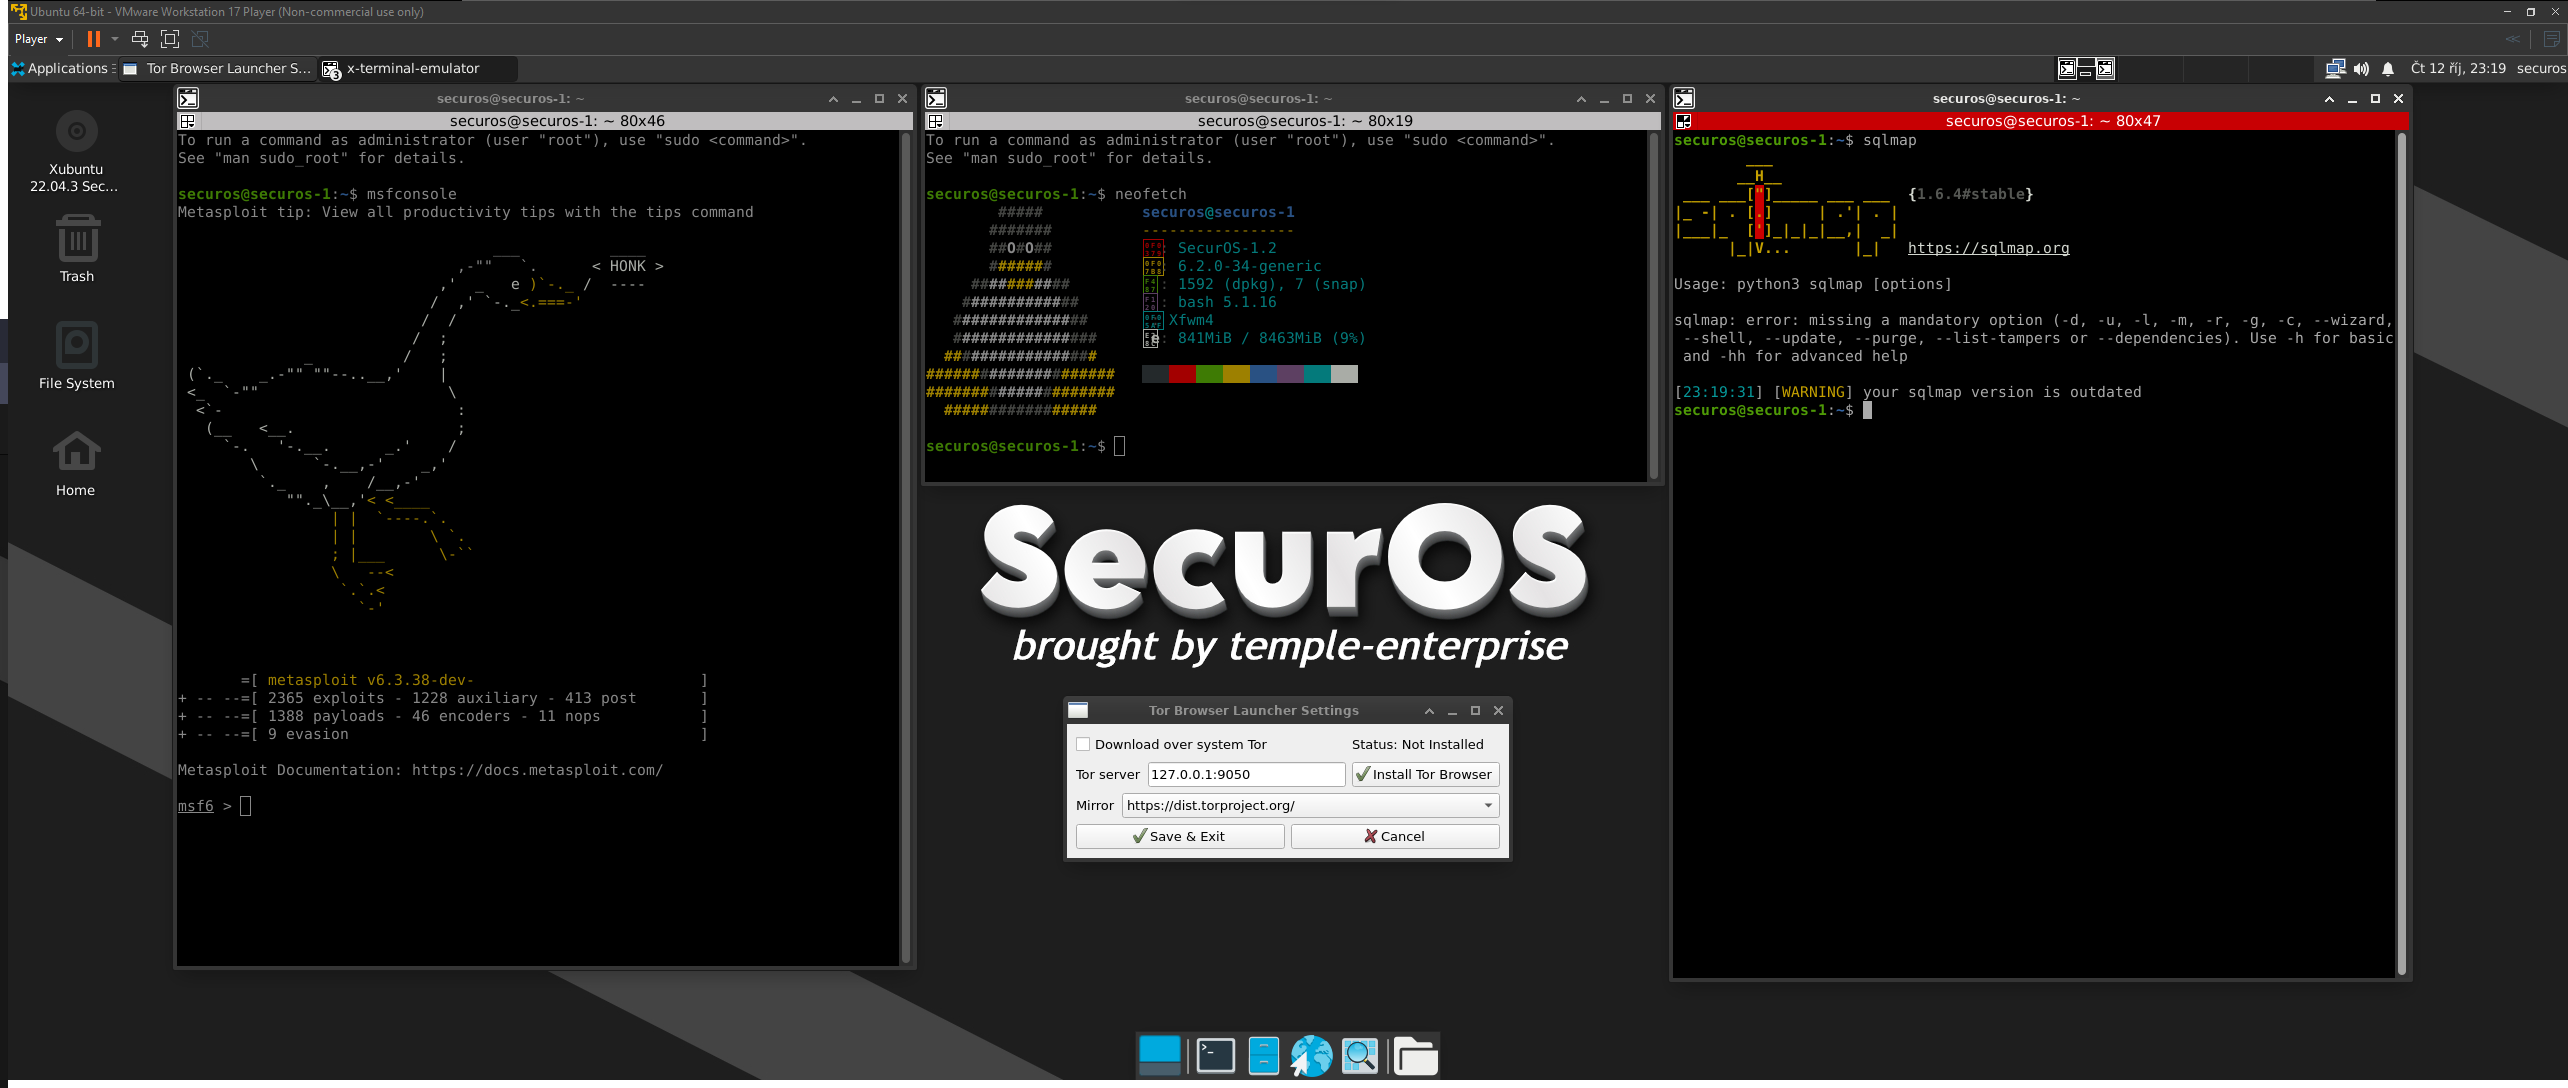 Ubuntu 64-bit - VMware Workstation 17 Player (Non-commercial use only)
Player
Applications
Tor Browser Launcher S...
x-terminal-emulator
3
Čt 12 říj, 23:19
securos
Xubuntu
22.04.3 Sec...
Trash
File System
Home
securos@securos-1: ~
securos@securos-1: ~ 80x46
To run a command as administrator (user "root"), use "sudo <command>".
See "man sudo_root" for details.
securos@securos-1:~$ msfconsole
Metasploit tip: View all productivity tips with the tips command
< HONK >
=[ metasploit v6.3.38-dev- ]
+ -- --=[ 2365 exploits - 1228 auxiliary - 413 post ]
+ -- --=[ 1388 payloads - 46 encoders - 11 nops ]
+ -- --=[ 9 evasion ]
Metasploit Documentation: https://docs.metasploit.com/
msf6 >
securos@securos-1: ~
securos@securos-1: ~ 80x19
To run a command as administrator (user "root"), use "sudo <command>".
See "man sudo_root" for details.
securos@securos-1:~$ neofetch
securos@securos-1
-----------------
SecurOS-1.2
6.2.0-34-generic
: 1592 (dpkg), 7 (snap)
: bash 5.1.16
Xfwm4
: 841MiB / 8463MiB (9%)
securos@securos-1:~$
SecurOS
brought by temple-enterprise
Tor Browser Launcher Settings
Download over system Tor
Status: Not Installed
Tor server 127.0.0.1:9050
Install Tor Browser
Mirror https://dist.torproject.org/
Save & Exit
Cancel
securos@securos-1: ~
securos@securos-1: ~ 80x47
securos@securos-1:~$ sqlmap
{1.6.4#stable}
https://sqlmap.org
Usage: python3 sqlmap [options]
sqlmap: error: missing a mandatory option (-d, -u, -l, -m, -r, -g, -c, --wizard,
--shell, --update, --purge, --list-tampers or --dependencies). Use -h for basic
and -hh for advanced help
[23:19:31] [WARNING] your sqlmap version is outdated
securos@securos-1:~$